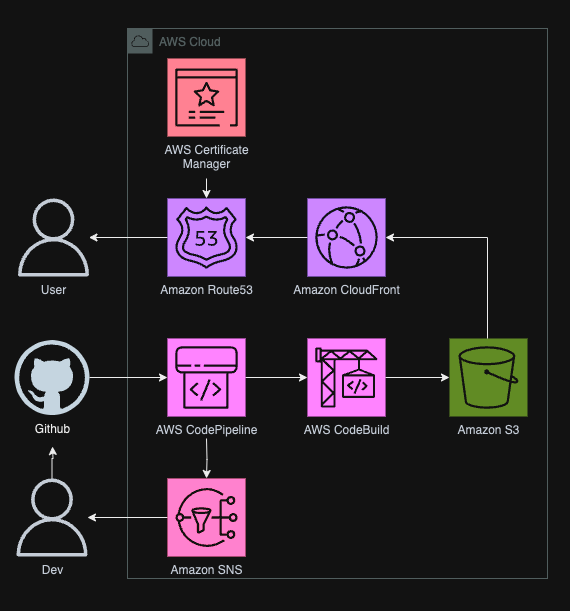 AWS Cloud
AWS Certificate
Manager
53
User
Amazon Route53
Amazon CloudFront
</>
</>
Github
AWS CodePipeline
AWS CodeBuild
Amazon S3
Dev
Amazon SNS